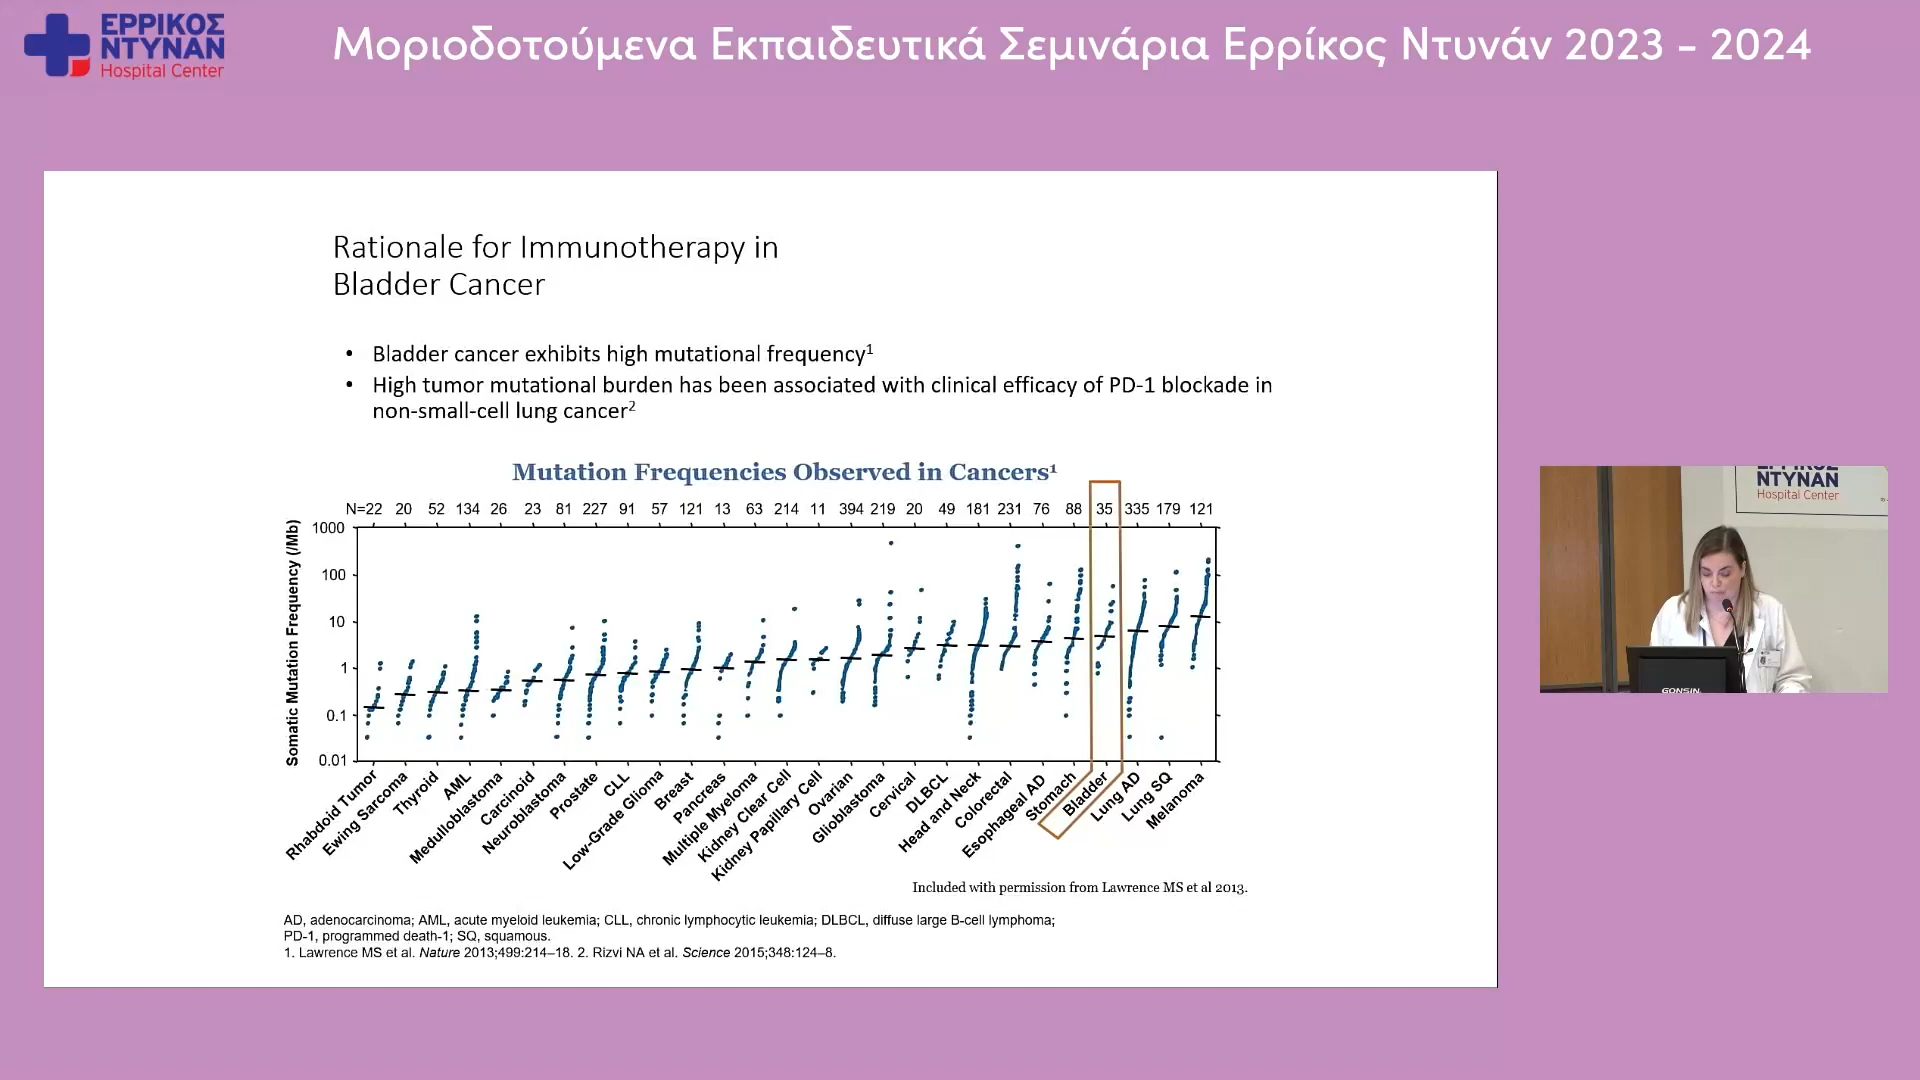 ΕΡΡΙΚΟΣ
ΝΤΥΝΑΝ
Hospital Center
Μοριοδοτούμενα Εκπαιδευτικά Σεμινάρια Ερρίκος Ντυνάν 2023 – 2024
Rationale for Immunotherapy in
Bladder Cancer
• Bladder cancer exhibits high mutational frequency1
• High tumor mutational burden has been associated with clinical efficacy of PD-1 blockade in
non-small-cell lung cancer2
Mutation Frequencies Observed in Cancers1
N=22 20 52 134 26 23 81 227 91 57 121 13 63 214 11 394 219 20 49 181 231 76 88 35 335 179 121
Somatic Mutation Frequency (/Mb)
1000
100
10
1
0.1
0.01
Rhabdoid Tumor
Ewing Sarcoma
Thyroid
AML
Medulloblastoma
Carcinoid
Neuroblastoma
Prostate
CLL
Low-Grade Glioma
Breast
Pancreas
Multiple Myeloma
Kidney Clear Cell
Kidney Papillary Cell
Ovarian
Glioblastoma
Cervical
DLBCL
Head and Neck
Colorectal
Esophageal AD
Stomach
Bladder
Lung AD
Lung SQ
Melanoma
Included with permission from Lawrence MS et al 2013.
AD, adenocarcinoma; AML, acute myeloid leukemia; CLL, chronic lymphocytic leukemia; DLBCL, diffuse large B-cell lymphoma;
PD-1, programmed death-1; SQ, squamous.
1. Lawrence MS et al. Nature 2013;499:214–18. 2. Rizvi NA et al. Science 2015;348:124–8.
ΕΡΡΙΚΟΣ
ΝΤΥΝΑΝ
Hospital Center
GONSIN